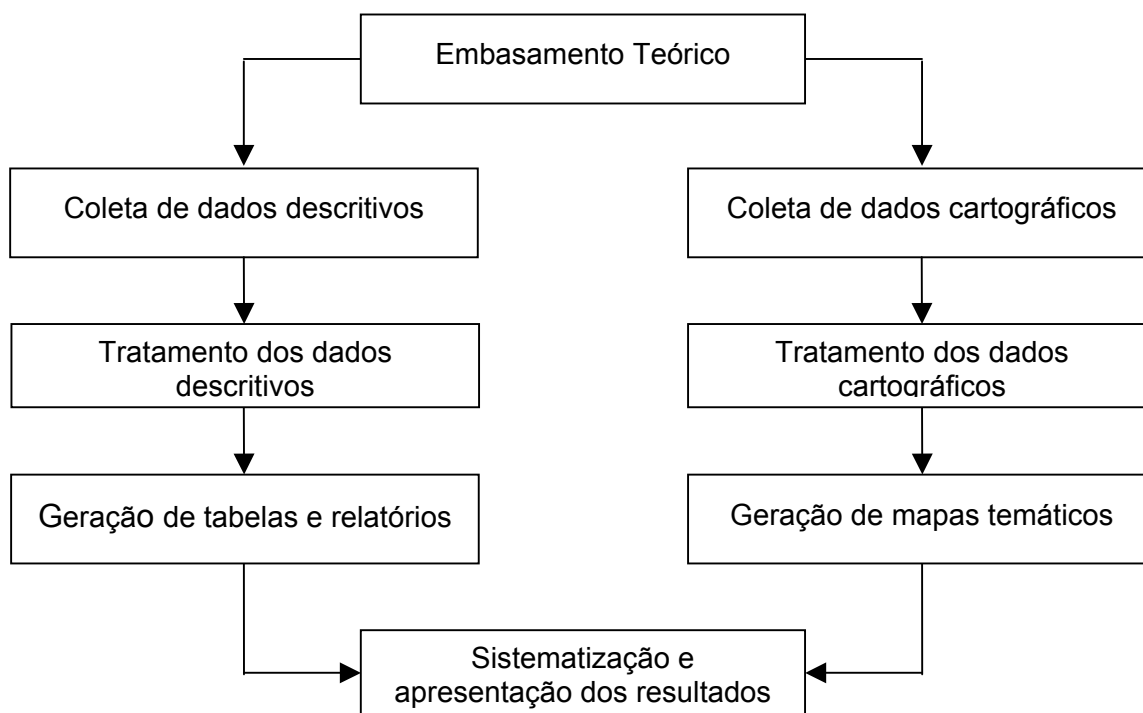 Embasamento Teórico
Coleta de dados descritivos
Coleta de dados cartográficos
Tratamento dos dados
descritivos
Tratamento dos dados
cartográficos
Geração de tabelas e relatórios
Geração de mapas temáticos
Sistematização e
apresentação dos resultados